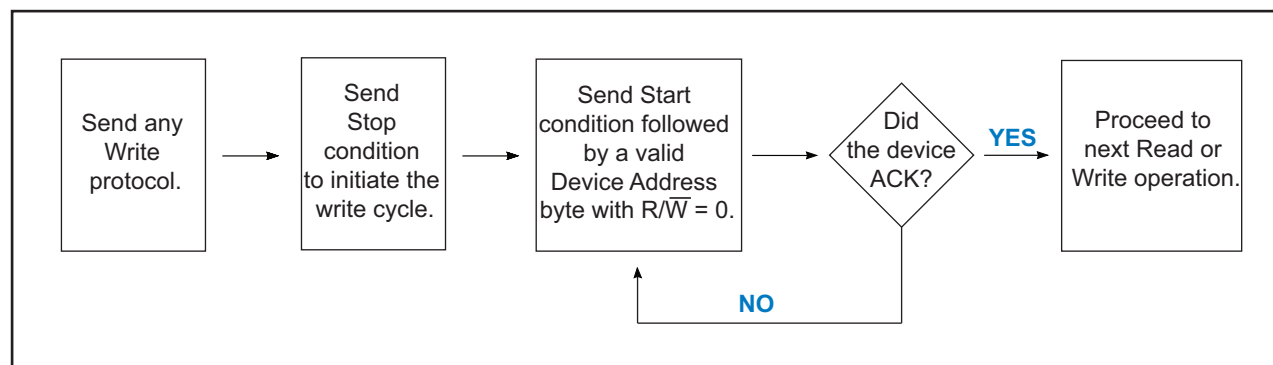 Send any
Write
protocol.
Send
Stop
condition
to initiate the
write cycle.
Send Start
condition followed
by a valid
Device Address
byte with R/W̅ = 0.
Did
the device
ACK?
YES
Proceed to
next Read or
Write operation.
NO